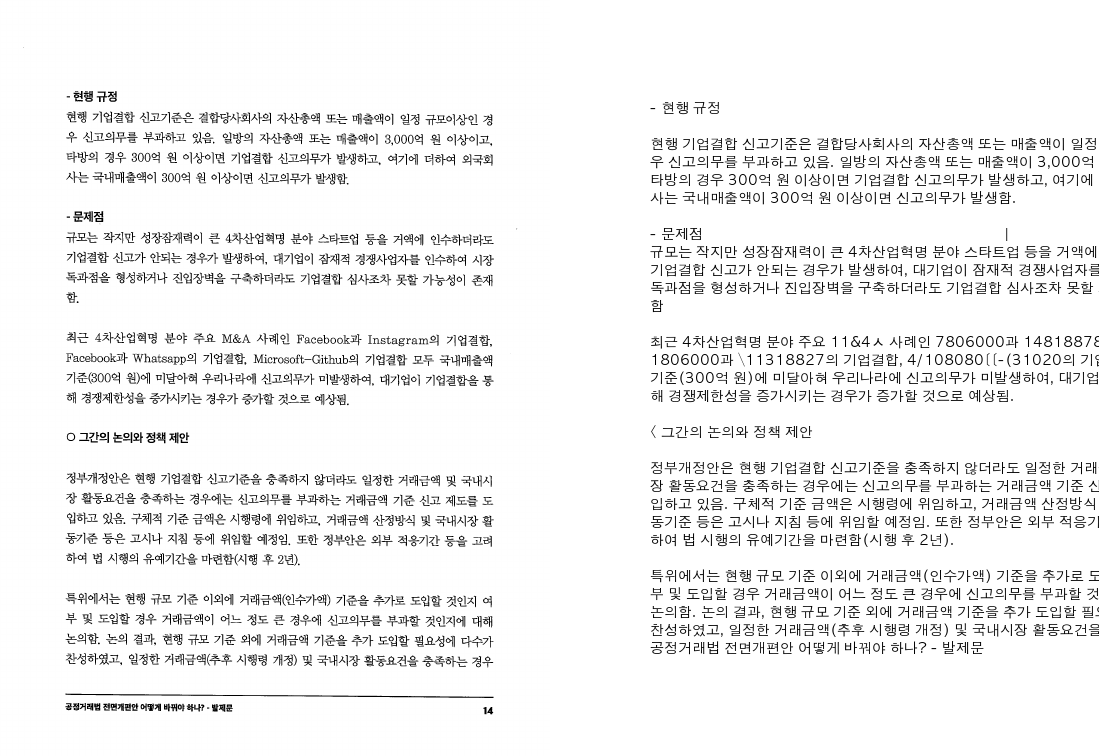 - 현행 규정
현행 기업결합 신고기준은 결합당사회사의 자산총액 또는 매출액이 일정 규모이상인 경
우 신고의무를 부과하고 있음. 일방의 자산총액 또는 매출액이 3,000억 원 이상이고,
타방의 경우 300억 원 이상이면 기업결합 신고의무가 발생하고, 여기에 더하여 외국회
사는 국내매출액이 300억 원 이상이면 신고의무가 발생함.
- 문제점
규모는 작지만 성장잠재력이 큰 4차산업혁명 분야 스타트업 등을 거액에 인수하더라도
기업결합 신고가 안되는 경우가 발생하여, 대기업이 잠재적 경쟁사업자를 인수하여 시장
독과점을 형성하거나 진입장벽을 구축하더라도 기업결합 심사조차 못할 가능성이 존재
함.
최근 4차산업혁명 분야 주요 M&A 사례인 Facebook과 Instagram의 기업결합,
Facebook과 Whatsapp의 기업결합, Microsoft-Github의 기업결합 모두 국내매출액
기준(300억 원)에 미달아혀 우리나라에 신고의무가 미발생하여, 대기업이 기업결합을 통
해 경쟁제한성을 증가시키는 경우가 증가할 것으로 예상됨.
○ 그간의 논의와 정책 제안
정부개정안은 현행 기업결합 신고기준을 충족하지 않더라도 일정한 거래금액 및 국내시
장 활동요건을 충족하는 경우에는 신고의무를 부과하는 거래금액 기준 신고 제도를 도
입하고 있음. 구체적 기준 금액은 시행령에 위임하고, 거래금액 산정방식 및 국내시장 활
동기준 등은 고시나 지침 등에 위임할 예정임. 또한 정부안은 외부 적응기간 등을 고려
하여 법 시행의 유예기간을 마련함(시행 후 2년).
특위에서는 현행 규모 기준 이외에 거래금액(인수가액) 기준을 추가로 도입할 것인지 여
부 및 도입할 경우 거래금액이 어느 정도 큰 경우에 신고의무를 부과할 것인지에 대해
논의함. 논의 결과, 현행 규모 기준 외에 거래금액 기준을 추가 도입할 필요성에 다수가
찬성하였고, 일정한 거래금액(추후 시행령 개정) 및 국내시장 활동요건을 충족하는 경우
공정거래법 전면개편안 어떻게 바꿔야 하나? - 발제문 14
- 현행 규정
현행 기업결합 신고기준은 결합당사회사의 자산총액 또는 매출액이 일정
우 신고의무를 부과하고 있음. 일방의 자산총액 또는 매출액이 3,000억
타방의 경우 300억 원 이상이면 기업결합 신고의무가 발생하고, 여기에
사는 국내매출액이 300억 원 이상이면 신고의무가 발생함.
- 문제점 |
규모는 작지만 성장잠재력이 큰 4차산업혁명 분야 스타트업 등을 거액에
기업결합 신고가 안되는 경우가 발생하여, 대기업이 잠재적 경쟁사업자를
독과점을 형성하거나 진입장벽을 구축하더라도 기업결합 심사조차 못할
함
최근 4차산업혁명 분야 주요 11&4ㅅ 사례인 7806000과 14818878
1806000과 \11318827의 기업결합, 4/108080〔〔-(31020의 기업
기준(300억 원)에 미달아혀 우리나라에 신고의무가 미발생하여, 대기업
해 경쟁제한성을 증가시키는 경우가 증가할 것으로 예상됨.
〈 그간의 논의와 정책 제안
정부개정안은 현행 기업결합 신고기준을 충족하지 않더라도 일정한 거래
장 활동요건을 충족하는 경우에는 신고의무를 부과하는 거래금액 기준 신
입하고 있음. 구체적 기준 금액은 시행령에 위임하고, 거래금액 산정방식
동기준 등은 고시나 지침 등에 위임할 예정임. 또한 정부안은 외부 적응기
하여 법 시행의 유예기간을 마련함(시행 후 2년).
특위에서는 현행 규모 기준 이외에 거래금액(인수가액) 기준을 추가로 도
부 및 도입할 경우 거래금액이 어느 정도 큰 경우에 신고의무를 부과할 것
논의함. 논의 결과, 현행 규모 기준 외에 거래금액 기준을 추가 도입할 필요
찬성하였고, 일정한 거래금액(추후 시행령 개정) 및 국내시장 활동요건을
공정거래법 전면개편안 어떻게 바꿔야 하나? - 발제문